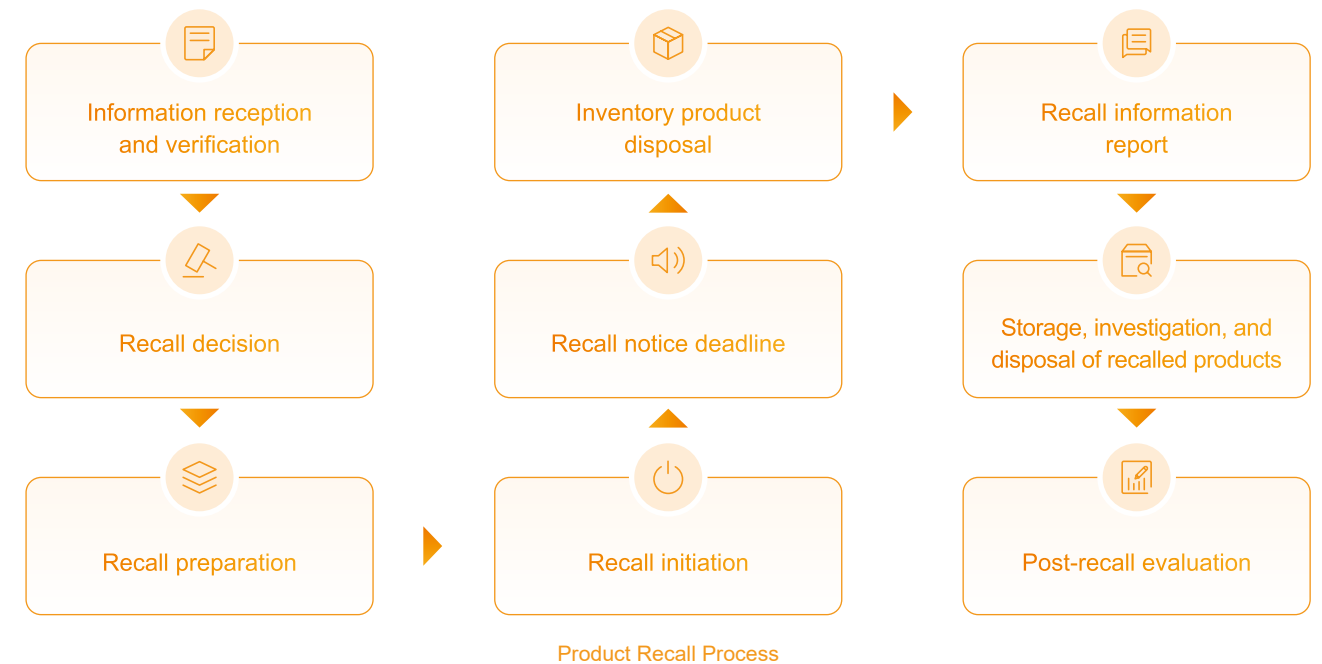 Information reception
and verification
Recall decision
Recall preparation
Recall initiation
Recall notice deadline
Inventory product
disposal
Recall information
report
Storage, investigation, and
disposal of recalled products
Post-recall evaluation
Product Recall Process